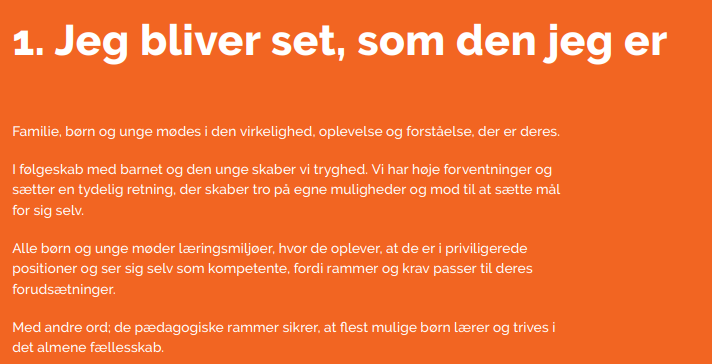 1. Jeg bliver set, som den jeg er
Familie, børn og unge mødes i den virkelighed, oplevelse og forståelse, der er deres.
I følgeskab med barnet og den unge skaber vi tryghed. Vi har høje forventninger og
sætter en tydelig retning, der skaber tro på egne muligheder og mod til at sætte mål
for sig selv.
Alle børn og unge møder læringsmiljøer, hvor de oplever, at de er i priviligerede
positioner og ser sig selv som kompetente, fordi rammer og krav passer til deres
forudsætninger.
Med andre ord; de pædagogiske rammer sikrer, at flest mulige børn lærer og trives i
det almene fællesskab.